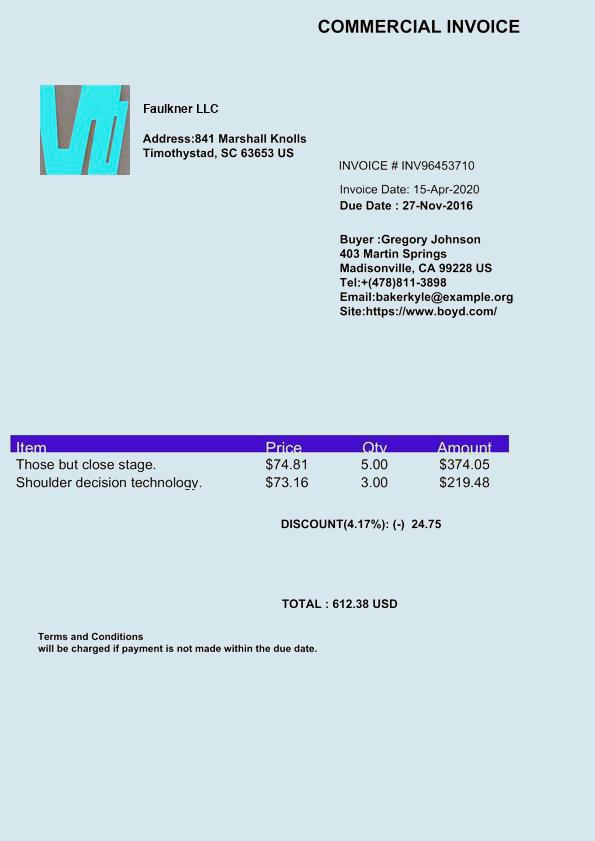 COMMERCIAL INVOICE
Faulkner LLC
Address:841 Marshall Knolls
Timothystad, SC 63653 US
INVOICE # INV96453710
Invoice Date: 15-Apr-2020
Due Date : 27-Nov-2016
Buyer :Gregory Johnson
403 Martin Springs
Madisonville, CA 99228 US
Tel:+(478)811-3898
Email:bakerkyle@example.org
Site:https://www.boyd.com/
Item Price Qty Amount
Those but close stage. $74.81 5.00 $374.05
Shoulder decision technology. $73.16 3.00 $219.48
DISCOUNT(4.17%): (-) 24.75
TOTAL : 612.38 USD
Terms and Conditions
will be charged if payment is not made within the due date.